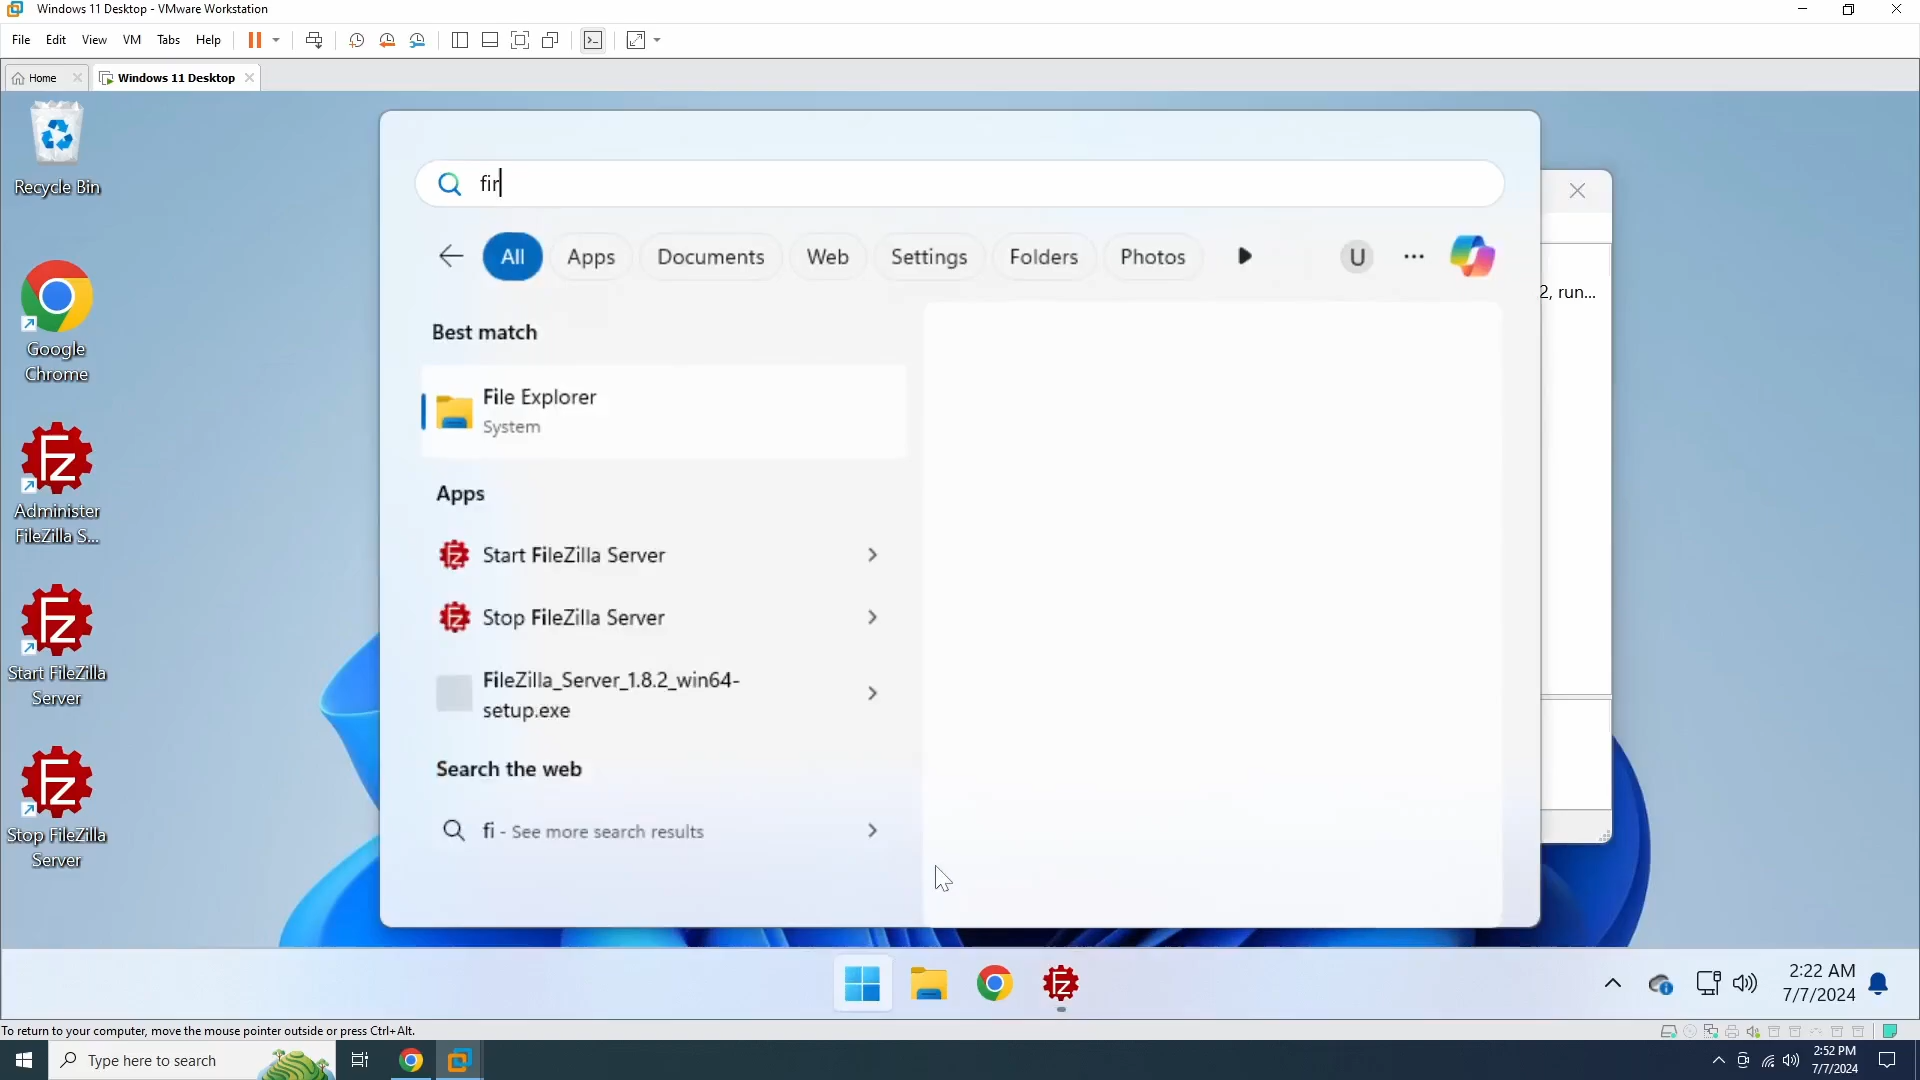 Windows 11 Desktop - VMware Workstation
File Edit View VM Tabs Help
Home
Windows 11 Desktop
Recycle Bin
Google
Chrome
Administer
FileZilla S...
Start FileZilla
Server
Stop FileZilla
Server
fir
All Apps Documents Web Settings Folders Photos U ...
Best match
File Explorer
System
Apps
Start FileZilla Server
Stop FileZilla Server
FileZilla_Server_1.8.2_win64-
setup.exe
Search the web
fi - See more search results
2, run...
2:22 AM
7/7/2024
To return to your computer, move the mouse pointer outside or press Ctrl+Alt.
Type here to search
2:52 PM
7/7/2024